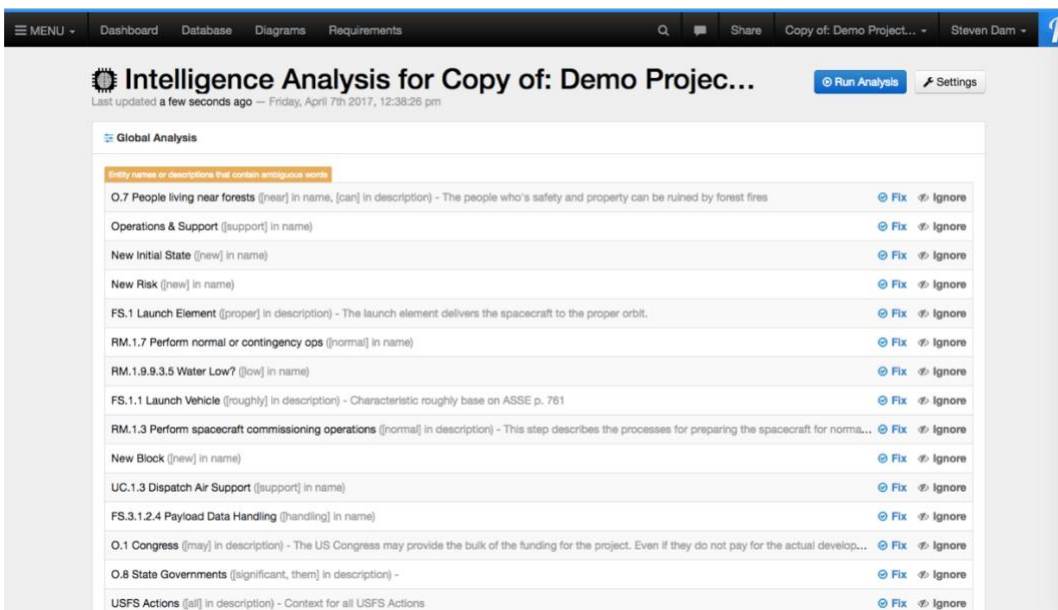 MENU Dashboard Database Diagrams Requirements Share Copy of: Demo Project... Steven Dam
Intelligence Analysis for Copy of: Demo Projec... Run Analysis Settings
Last updated a few seconds ago — Friday, April 7th 2017, 12:38:26 pm
Global Analysis
Entity names or descriptions that contain ambiguous words
O.7 People living near forests ([near] in name, [can] in description) - The people who's safety and property can be ruined by forest fires Fix Ignore
Operations & Support ([support] in name) Fix Ignore
New Initial State ([new] in name) Fix Ignore
New Risk ([new] in name) Fix Ignore
FS.1 Launch Element ([proper] in description) - The launch element delivers the spacecraft to the proper orbit. Fix Ignore
RM.1.7 Perform normal or contingency ops ([normal] in name) Fix Ignore
RM.1.9.9.3.5 Water Low? ([low] in name) Fix Ignore
FS.1.1 Launch Vehicle ([roughly] in description) - Characteristic roughly base on ASSE p. 761 Fix Ignore
RM.1.3 Perform spacecraft commissioning operations ([normal] in description) - This step describes the processes for preparing the spacecraft for norma... Fix Ignore
New Block ([new] in name) Fix Ignore
UC.1.3 Dispatch Air Support ([support] in name) Fix Ignore
FS.3.1.2.4 Payload Data Handling ([handling] in name) Fix Ignore
O.1 Congress ([may] in description) - The US Congress may provide the bulk of the funding for the project. Even if they do not pay for the actual develop... Fix Ignore
O.8 State Governments ([significant, them] in description) - Fix Ignore
USFS Actions ([all] in description) - Context for all USFS Actions Fix Ignore